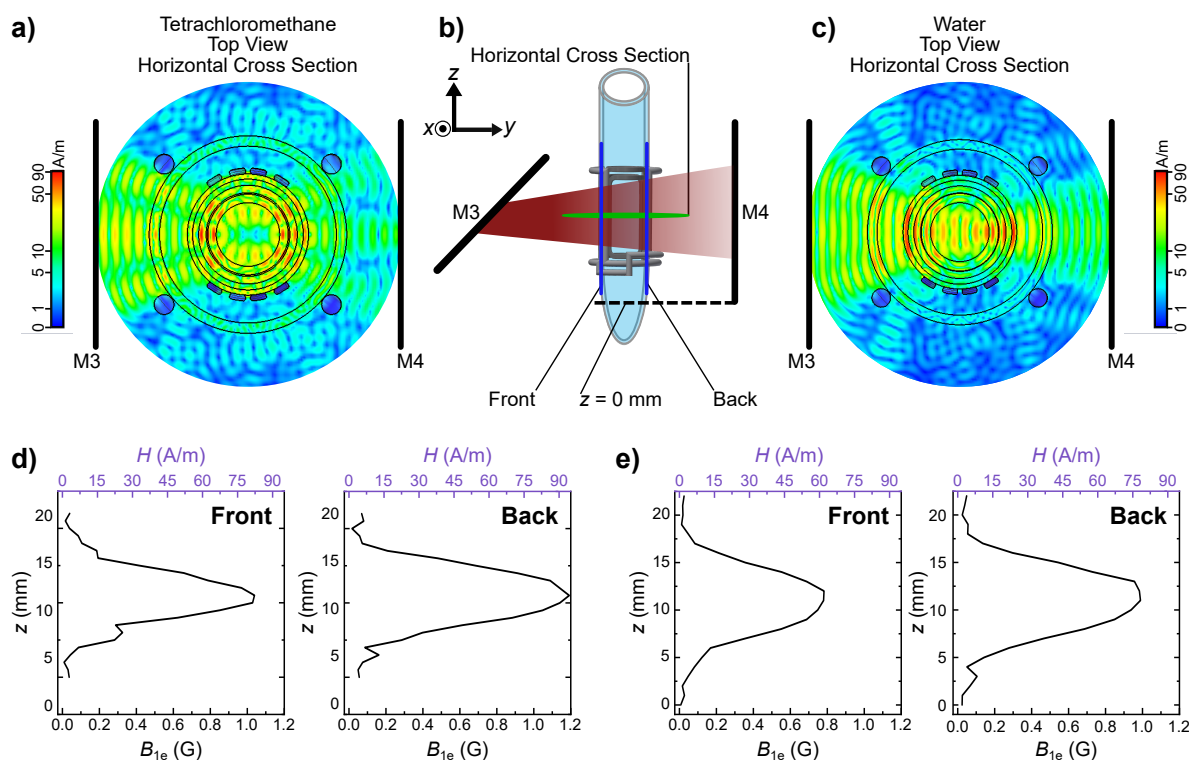 a)
Tetrachloromethane
Top View
Horizontal Cross Section
A/m
90
50
10
5
1
0
M3
M4
b)
Horizontal Cross Section
z
x
y
M3
M4
Front
z = 0 mm
Back
c)
Water
Top View
Horizontal Cross Section
A/m
90
50
10
5
1
0
M3
M4
d)
H (A/m)
0 15 30 45 60 75 90
Front
z (mm)
20
15
10
5
0
0.0 0.2 0.4 0.6 0.8 1.0 1.2
B1e (G)
H (A/m)
0 15 30 45 60 75 90
Back
z (mm)
20
15
10
5
0
0.0 0.2 0.4 0.6 0.8 1.0 1.2
B1e (G)
e)
H (A/m)
0 15 30 45 60 75 90
Front
z (mm)
20
15
10
5
0
0.0 0.2 0.4 0.6 0.8 1.0 1.2
B1e (G)
H (A/m)
0 15 30 45 60 75 90
Back
z (mm)
20
15
10
5
0
0.0 0.2 0.4 0.6 0.8 1.0 1.2
B1e (G)